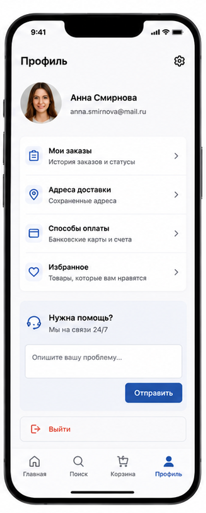 9:41
Профиль
Анна Смирнова
anna.smirnova@mail.ru
Мои заказы
История заказов и статусы
Адреса доставки
Сохраненные адреса
Способы оплаты
Банковские карты и счета
Избранное
Товары, которые вам нравятся
Нужна помощь?
Мы на связи 24/7
Опишите вашу проблему...
Отправить
Выйти
Главная Поиск Корзина Профиль